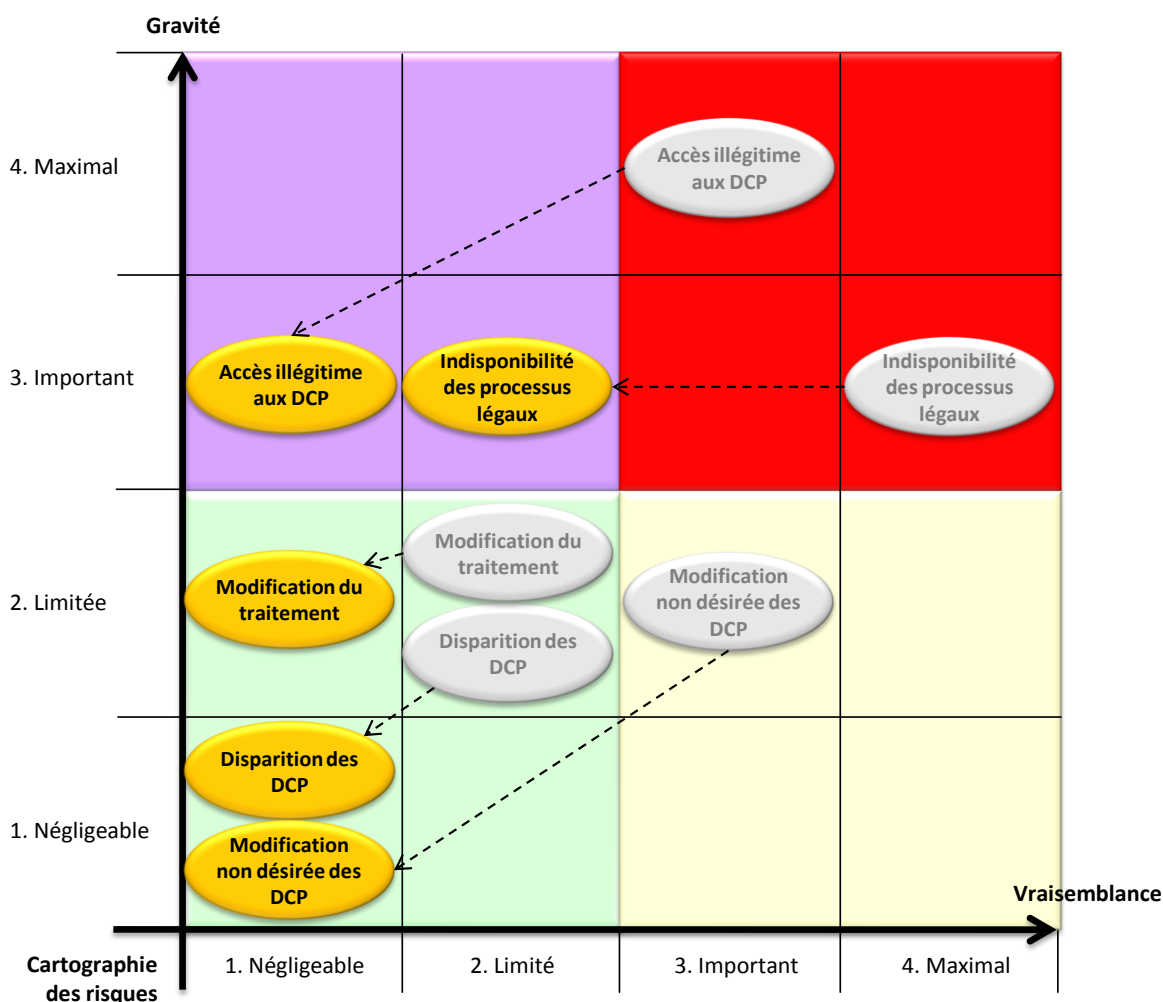 Gravité
4. Maximal
Accès illégitime
aux DCP
3. Important
Accès illégitime
aux DCP
Indisponibilité
des processus
légaux
Indisponibilité
des processus
légaux
2. Limitée
Modification du
traitement
Modification du
traitement
Disparition des
DCP
Modification
non désirée des
DCP
1. Négligeable
Disparition des
DCP
Modification
non désirée des
DCP
Vraisemblance
Cartographie
des risques
1. Négligeable
2. Limité
3. Important
4. Maximal